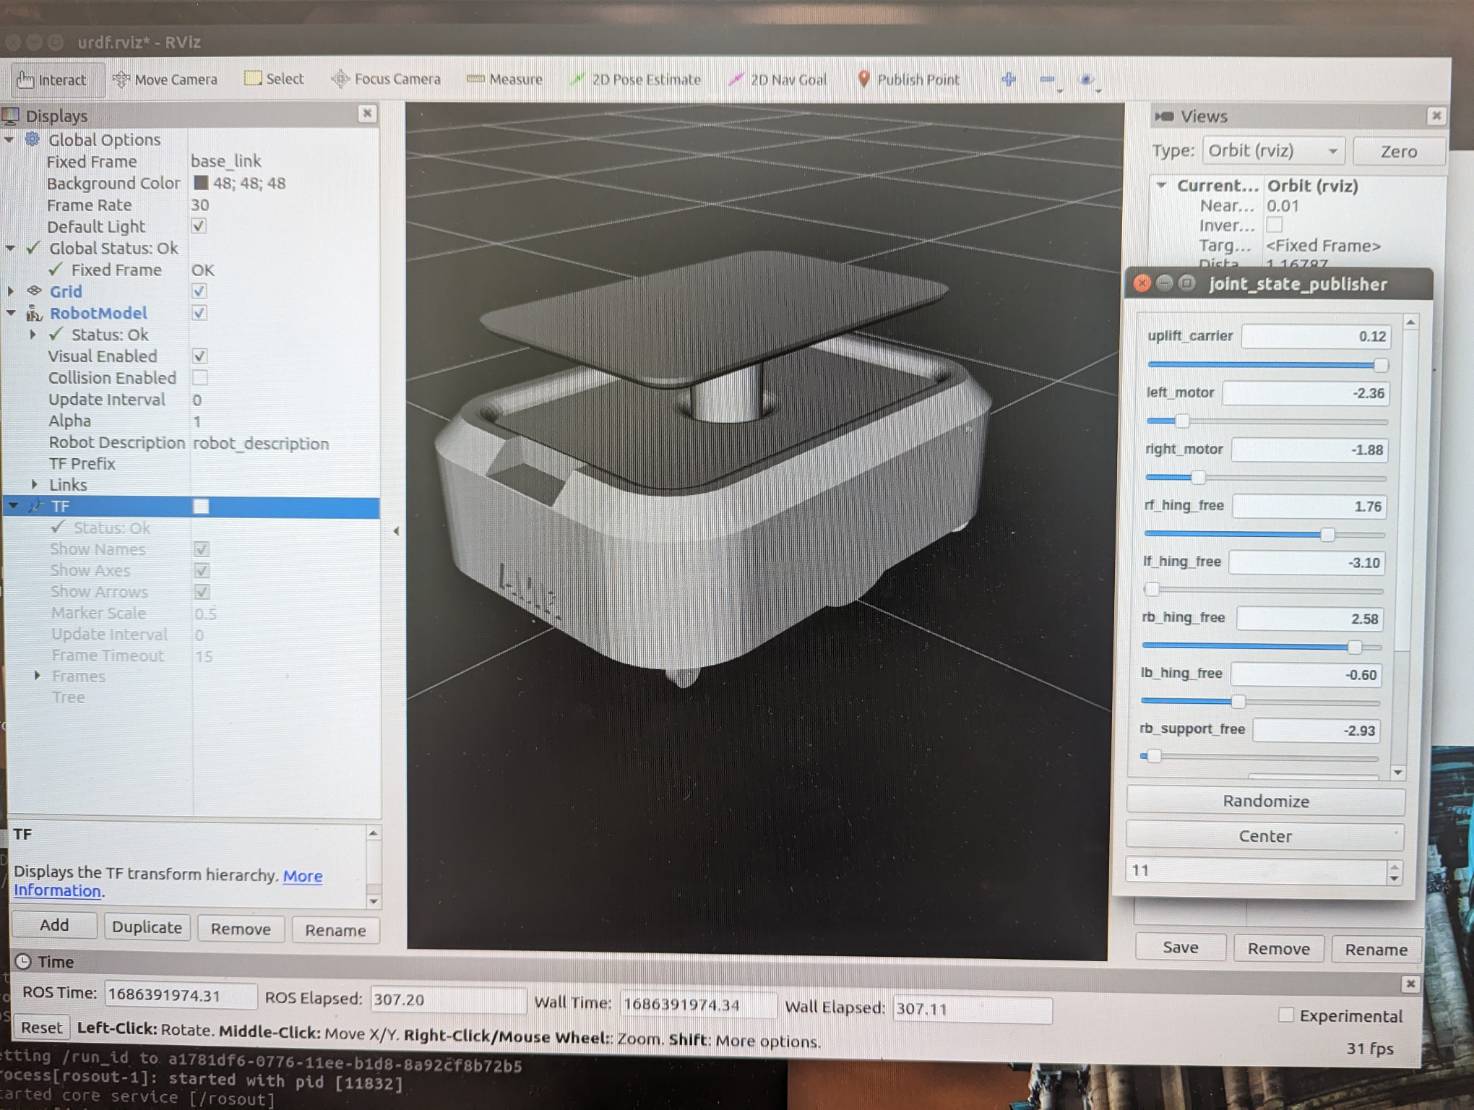 urdf.rviz* - RViz
Interact Move Camera Select Focus Camera Measure 2D Pose Estimate 2D Nav Goal Publish Point
Displays
Global Options
Fixed Frame base_link
Background Color 48; 48; 48
Frame Rate 30
Default Light
Global Status: Ok
Fixed Frame OK
Grid
RobotModel
Status: Ok
Visual Enabled
Collision Enabled
Update Interval 0
Alpha 1
Robot Description robot_description
TF Prefix
Links
TF
Status: Ok
Show Names
Show Axes
Show Arrows
Marker Scale 0.5
Update Interval 0
Frame Timeout 15
Frames
Tree
TF
Displays the TF transform hierarchy. More
Information.
Add Duplicate Remove Rename
Views
Type: Orbit (rviz) Zero
Current... Orbit (rviz)
Near... 0.01
Inver...
Targ... <Fixed Frame>
Dista 1.16787
joint_state_publisher
uplift_carrier 0.12
left_motor -2.36
right_motor -1.88
rf_hing_free 1.76
lf_hing_free -3.10
rb_hing_free 2.58
lb_hing_free -0.60
rb_support_free -2.93
Randomize
Center
11
Save Remove Rename
Time
ROS Time: 1686391974.31 ROS Elapsed: 307.20 Wall Time: 1686391974.34 Wall Elapsed: 307.11 Experimental
Reset Left-Click: Rotate. Middle-Click: Move X/Y. Right-Click/Mouse Wheel:: Zoom. Shift: More options. 31 fps
etting /run_id to a1781df6-0776-11ee-b1d8-8a92cf8b72b5
rocess[rosout-1]: started with pid [11832]
tarted core service [/rosout]